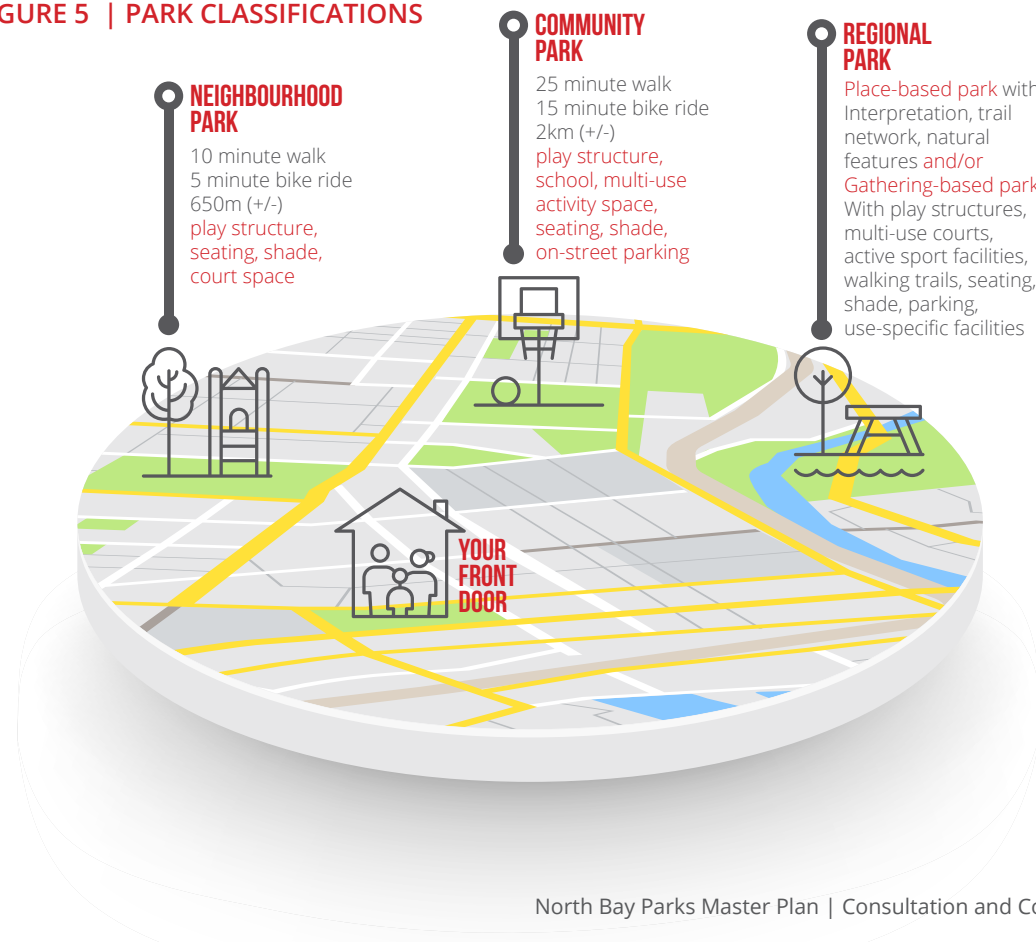 GURE 5 | PARK CLASSIFICATIONS
NEIGHBOURHOOD
PARK
10 minute walk
5 minute bike ride
650m (+/-)
play structure,
seating, shade,
court space
COMMUNITY
PARK
25 minute walk
15 minute bike ride
2km (+/-)
play structure,
school, multi-use
activity space,
seating, shade,
on-street parking
REGIONAL
PARK
Place-based park with
Interpretation, trail
network, natural
features and/or
Gathering-based park
With play structures,
multi-use courts,
active sport facilities,
walking trails, seating,
shade, parking,
use-specific facilities
YOUR
FRONT
DOOR
North Bay Parks Master Plan | Consultation and Co